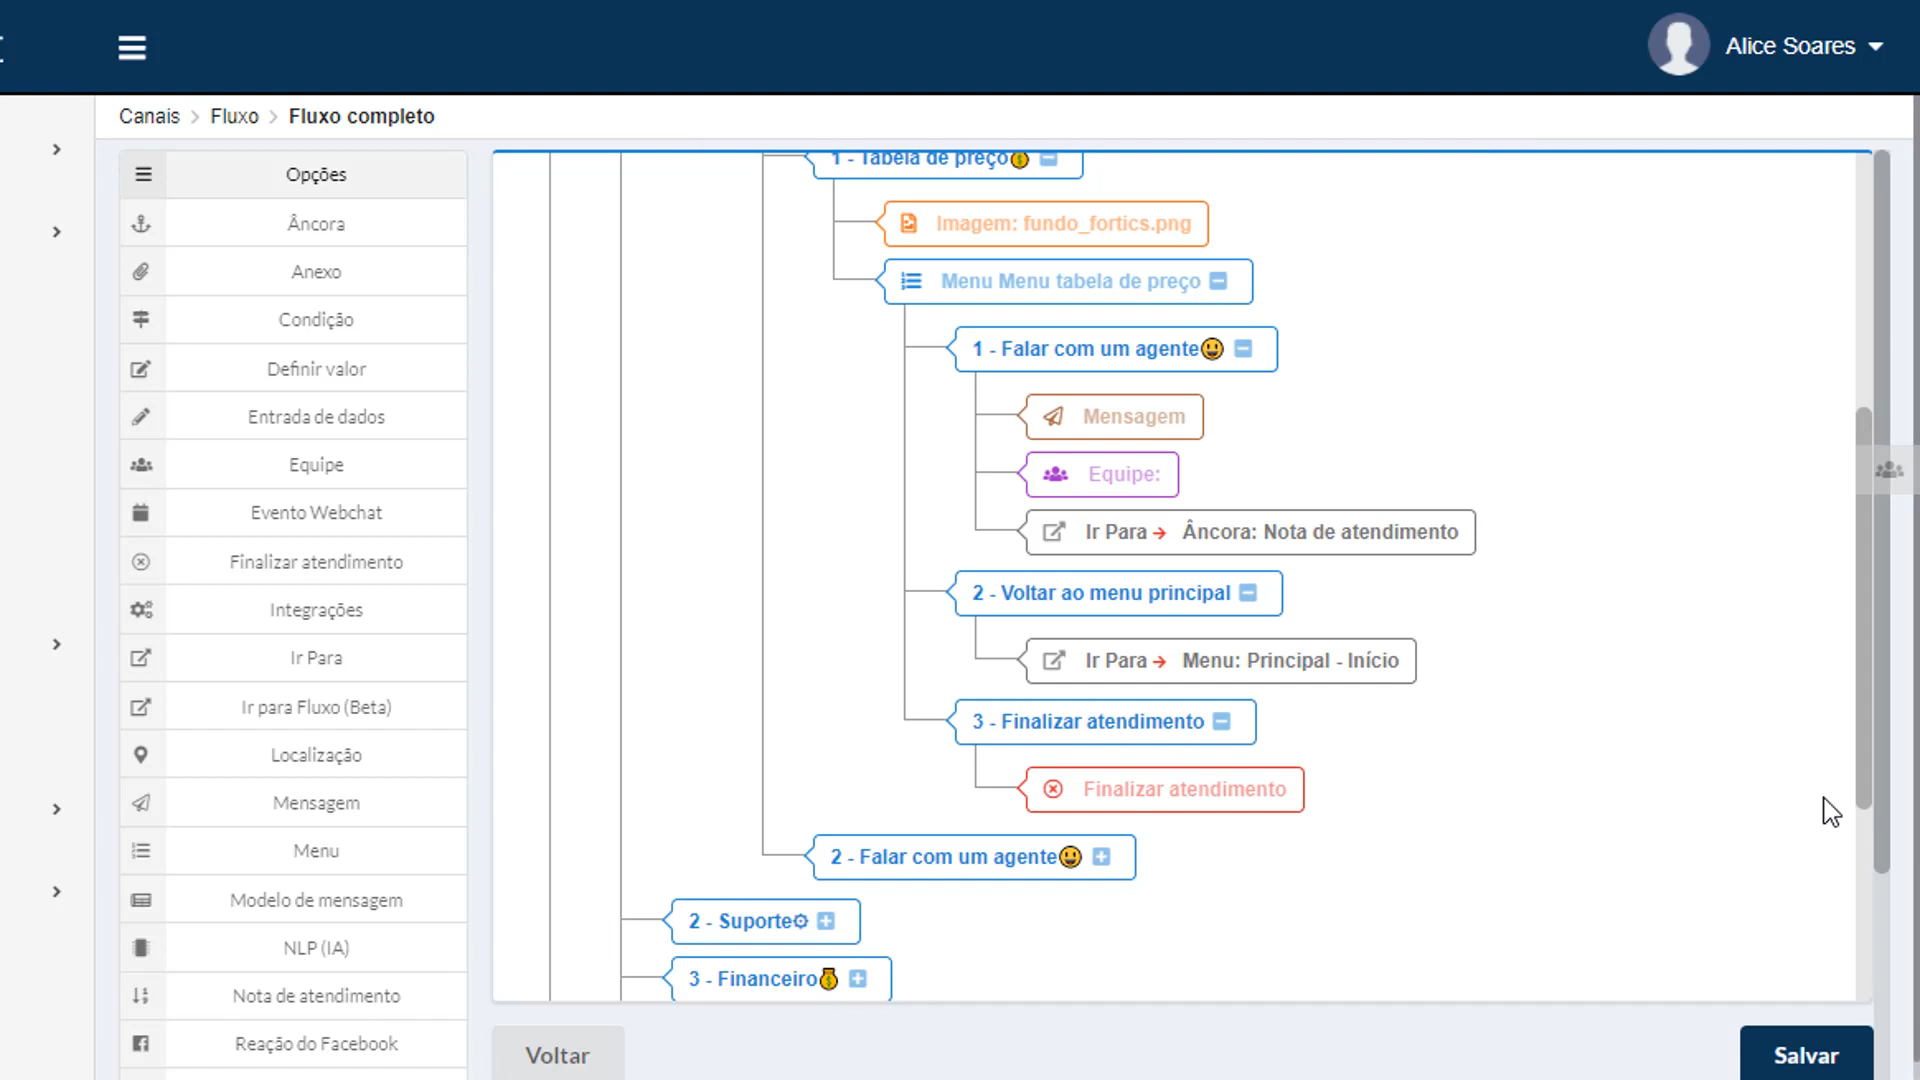 Alice Soares
Canais > Fluxo > Fluxo completo
Opções
Âncora
Anexo
Condição
Definir valor
Entrada de dados
Equipe
Evento Webchat
Finalizar atendimento
Integrações
Ir Para
Ir para Fluxo (Beta)
Localização
Mensagem
Menu
Modelo de mensagem
NLP (IA)
Nota de atendimento
Reação do Facebook
1 - Tabela de preço
Imagem: fundo_fortics.png
Menu Menu tabela de preço
1 - Falar com um agente
Mensagem
Equipe:
Ir Para → Âncora: Nota de atendimento
2 - Voltar ao menu principal
Ir Para → Menu: Principal - Início
3 - Finalizar atendimento
Finalizar atendimento
2 - Falar com um agente
2 - Suporte
3 - Financeiro
Voltar
Salvar